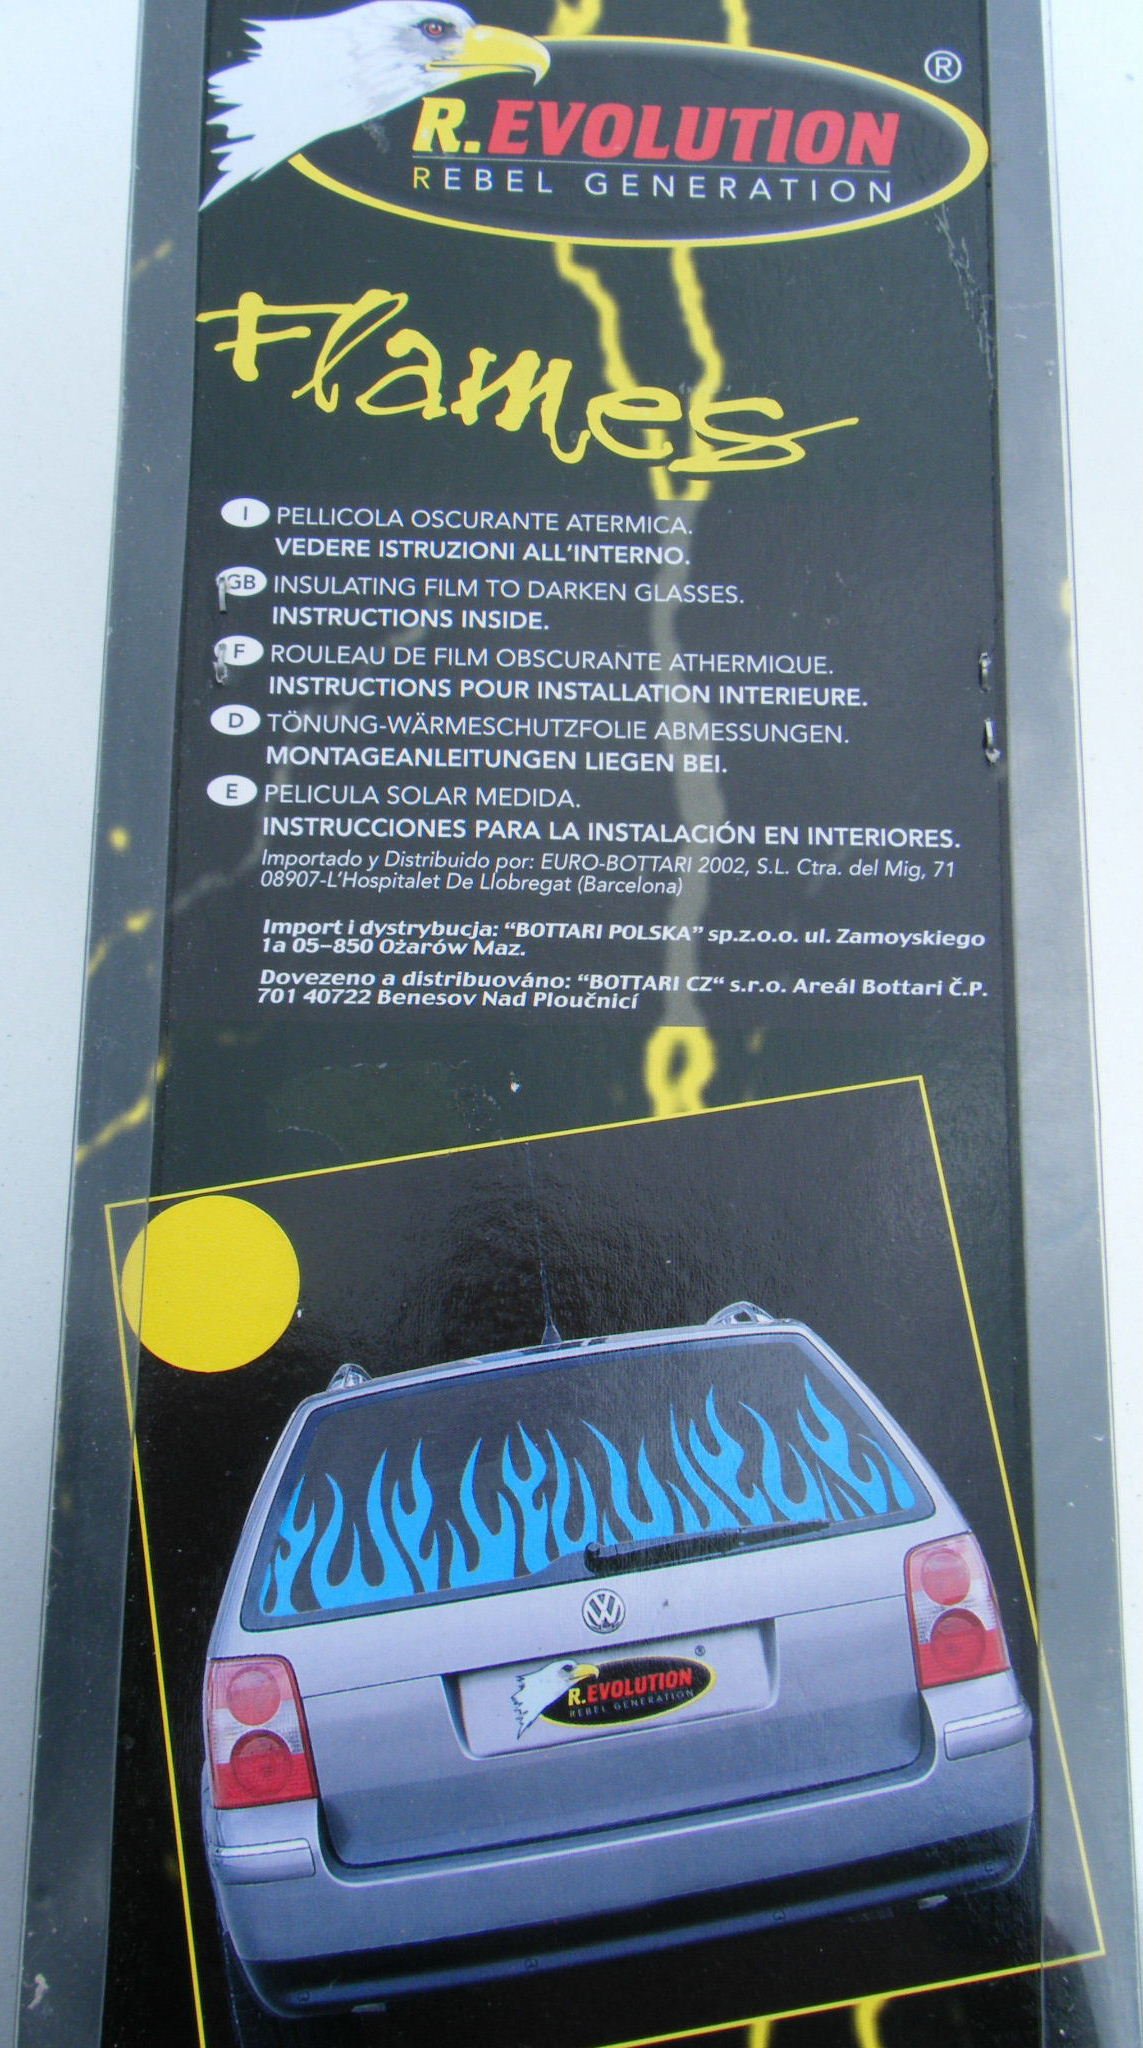 ®
R.EVOLUTION
REBEL GENERATION
Flames
I PELLICOLA OSCURANTE ATERMICA.
VEDERE ISTRUZIONI ALL'INTERNO.
GB INSULATING FILM TO DARKEN GLASSES.
INSTRUCTIONS INSIDE.
F ROULEAU DE FILM OBSCURANTE ATHERMIQUE.
INSTRUCTIONS POUR INSTALLATION INTERIEURE.
D TÖNUNG-WÄRMESCHUTZFOLIE ABMESSUNGEN.
MONTAGEANLEITUNGEN LIEGEN BEI.
E PELICULA SOLAR MEDIDA.
INSTRUCCIONES PARA LA INSTALACIÓN EN INTERIORES.
Importado y Distribuido por: EURO-BOTTARI 2002, S.L. Ctra. del Mig, 71
08907-L'Hospitalet De Llobregat (Barcelona)
Import i dystrybucja: "BOTTARI POLSKA" sp.z.o.o. ul. Zamoyskiego
1a 05-850 Ożarów Maz.
Dovezeno a distribuováno: "BOTTARI CZ" s.r.o. Areál Bottari Č.P.
701 40722 Benesov Nad Ploučnicí
VW
®
R.EVOLUTION
REBEL GENERATION